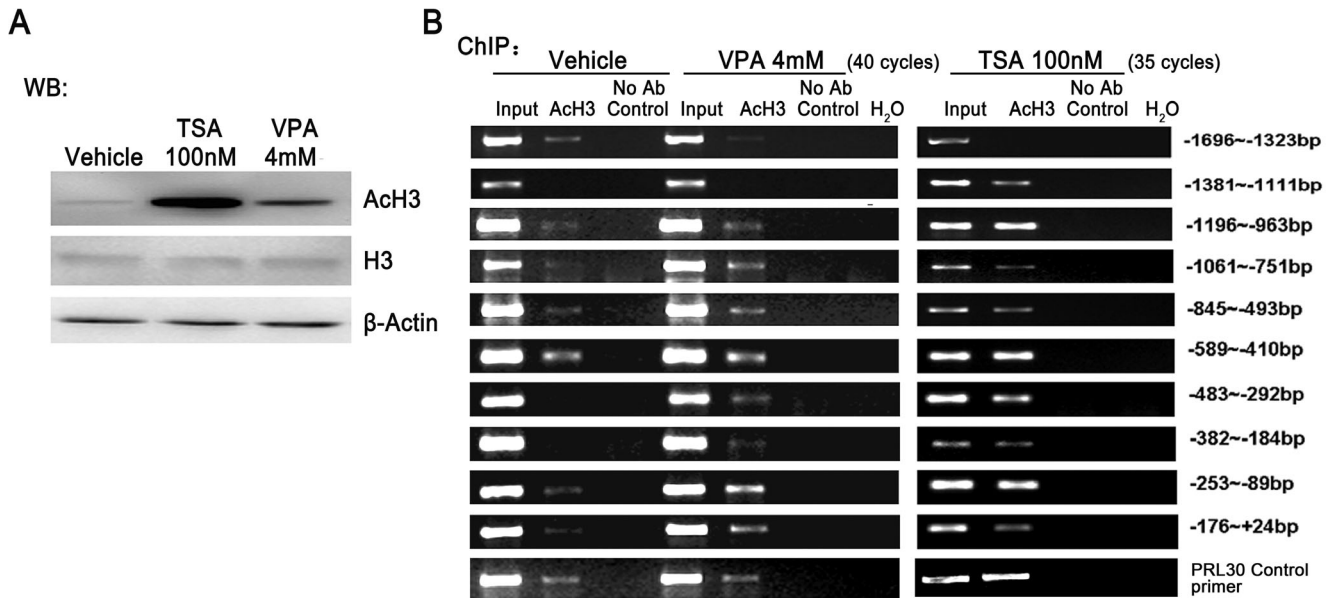 A
WB:
Vehicle
TSA
100nM
VPA
4mM
AcH3
H3
β-Actin
B
ChIP:
Vehicle
VPA 4mM
(40 cycles)
TSA 100nM
(35 cycles)
Input
AcH3
No Ab
Control
Input
AcH3
No Ab
Control
H₂O
Input
AcH3
No Ab
Control
H₂O
-1696~-1323bp
-1381~-1111bp
-1196~-963bp
-1061~-751bp
-845~-493bp
-589~-410bp
-483~-292bp
-382~-184bp
-253~-89bp
-176~+24bp
PRL30 Control
primer